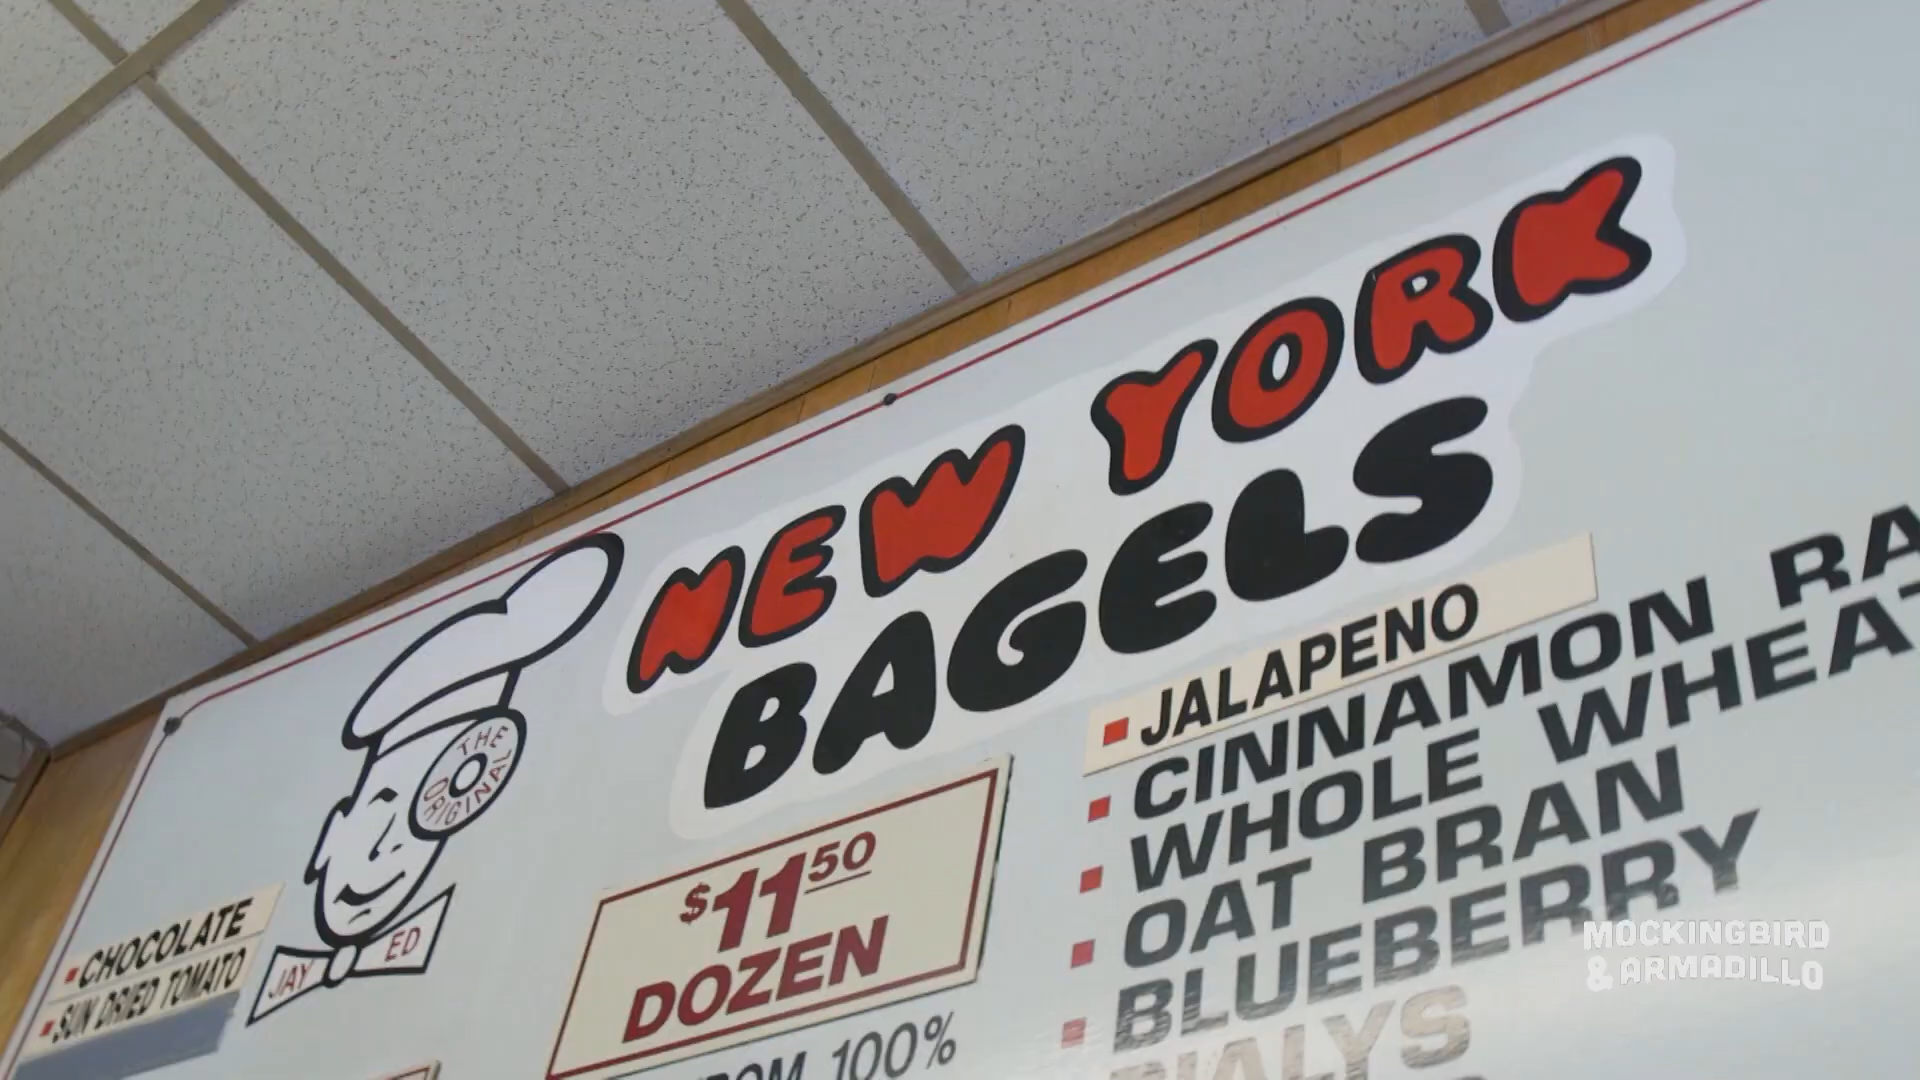 NEW YORK
BAGELS
THE
ORIGINAL
JAY ED
CHOCOLATE
SUN DRIED TOMATO
$11 50
DOZEN
100%
JALAPENO
CINNAMON
WHOLE WHEAT
OAT BRAN
BLUEBERRY
BIALYS
MOCKINGBIRD
& ARMADILLO